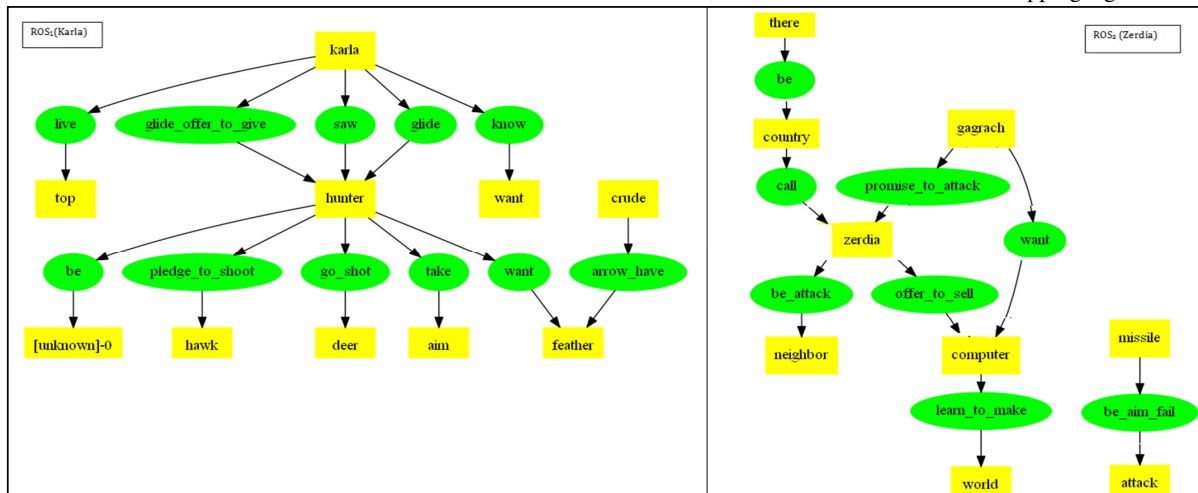 ROS₁(Karla)
karla
live
glide_offer_to_give
saw
glide
know
top
hunter
want
crude
be
pledge_to_shoot
go_shot
take
want
arrow_have
[unknown]-0
hawk
deer
aim
feather
ROS₂ (Zerdia)
there
be
country
gagrach
call
promise_to_attack
zerdia
want
be_attack
offer_to_sell
neighbor
computer
missile
learn_to_make
be_aim_fail
world
attack